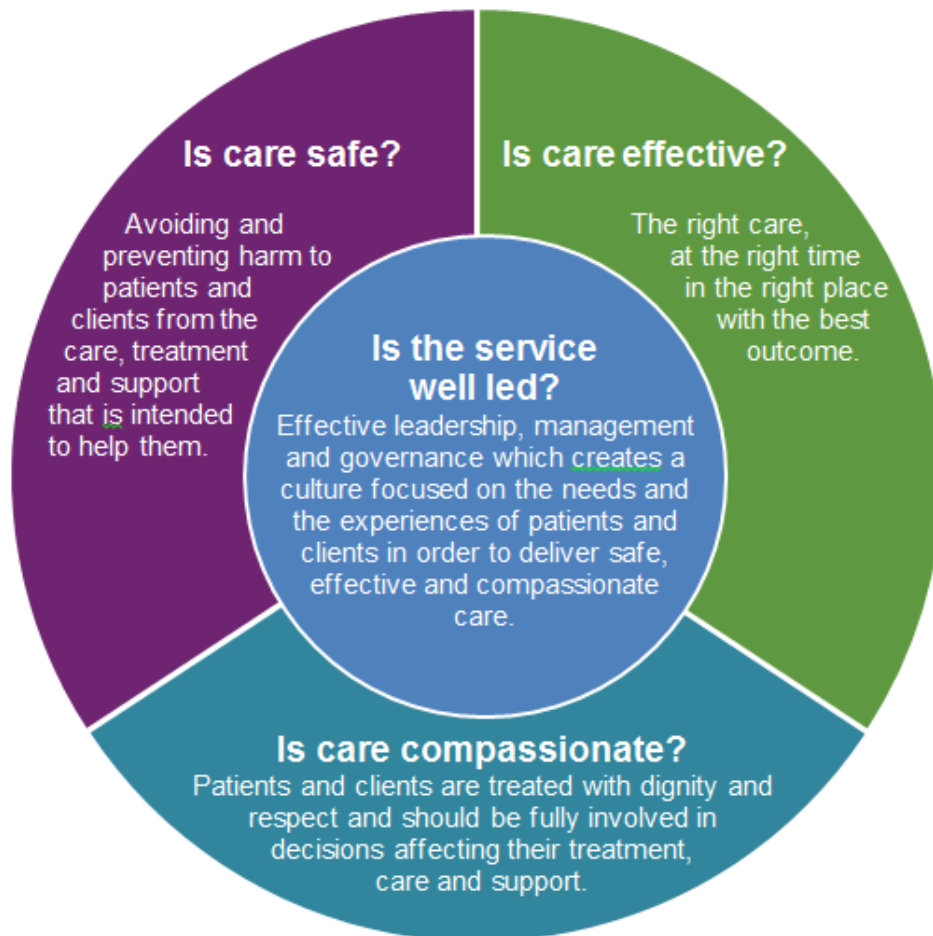 Is care safe?
Avoiding and
preventing harm to
patients and
clients from the
care, treatment
and support
that is intended
to help them.
Is care effective?
The right care,
at the right time
in the right place
with the best
outcome.
Is the service
well led?
Effective leadership, management
and governance which creates a
culture focused on the needs and
the experiences of patients and
clients in order to deliver safe,
effective and compassionate
care.
Is care compassionate?
Patients and clients are treated with dignity and
respect and should be fully involved in
decisions affecting their treatment,
care and support.